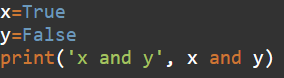 x=True
y=False
print('x and y', x and y)